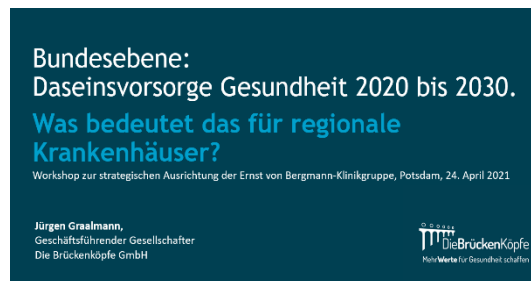 Bundesebene:
Daseinsvorsorge Gesundheit 2020 bis 2030.
Was bedeutet das für regionale
Krankenhäuser?
Workshop zur strategischen Ausrichtung der Ernst von Bergmann-Klinikgruppe, Potsdam, 24. April 2021
Jürgen Graalmann,
Geschäftsführender Gesellschafter
Die Brückenköpfe GmbH
DieBrückenKöpfe
MehrWerte für Gesundheit schaffen